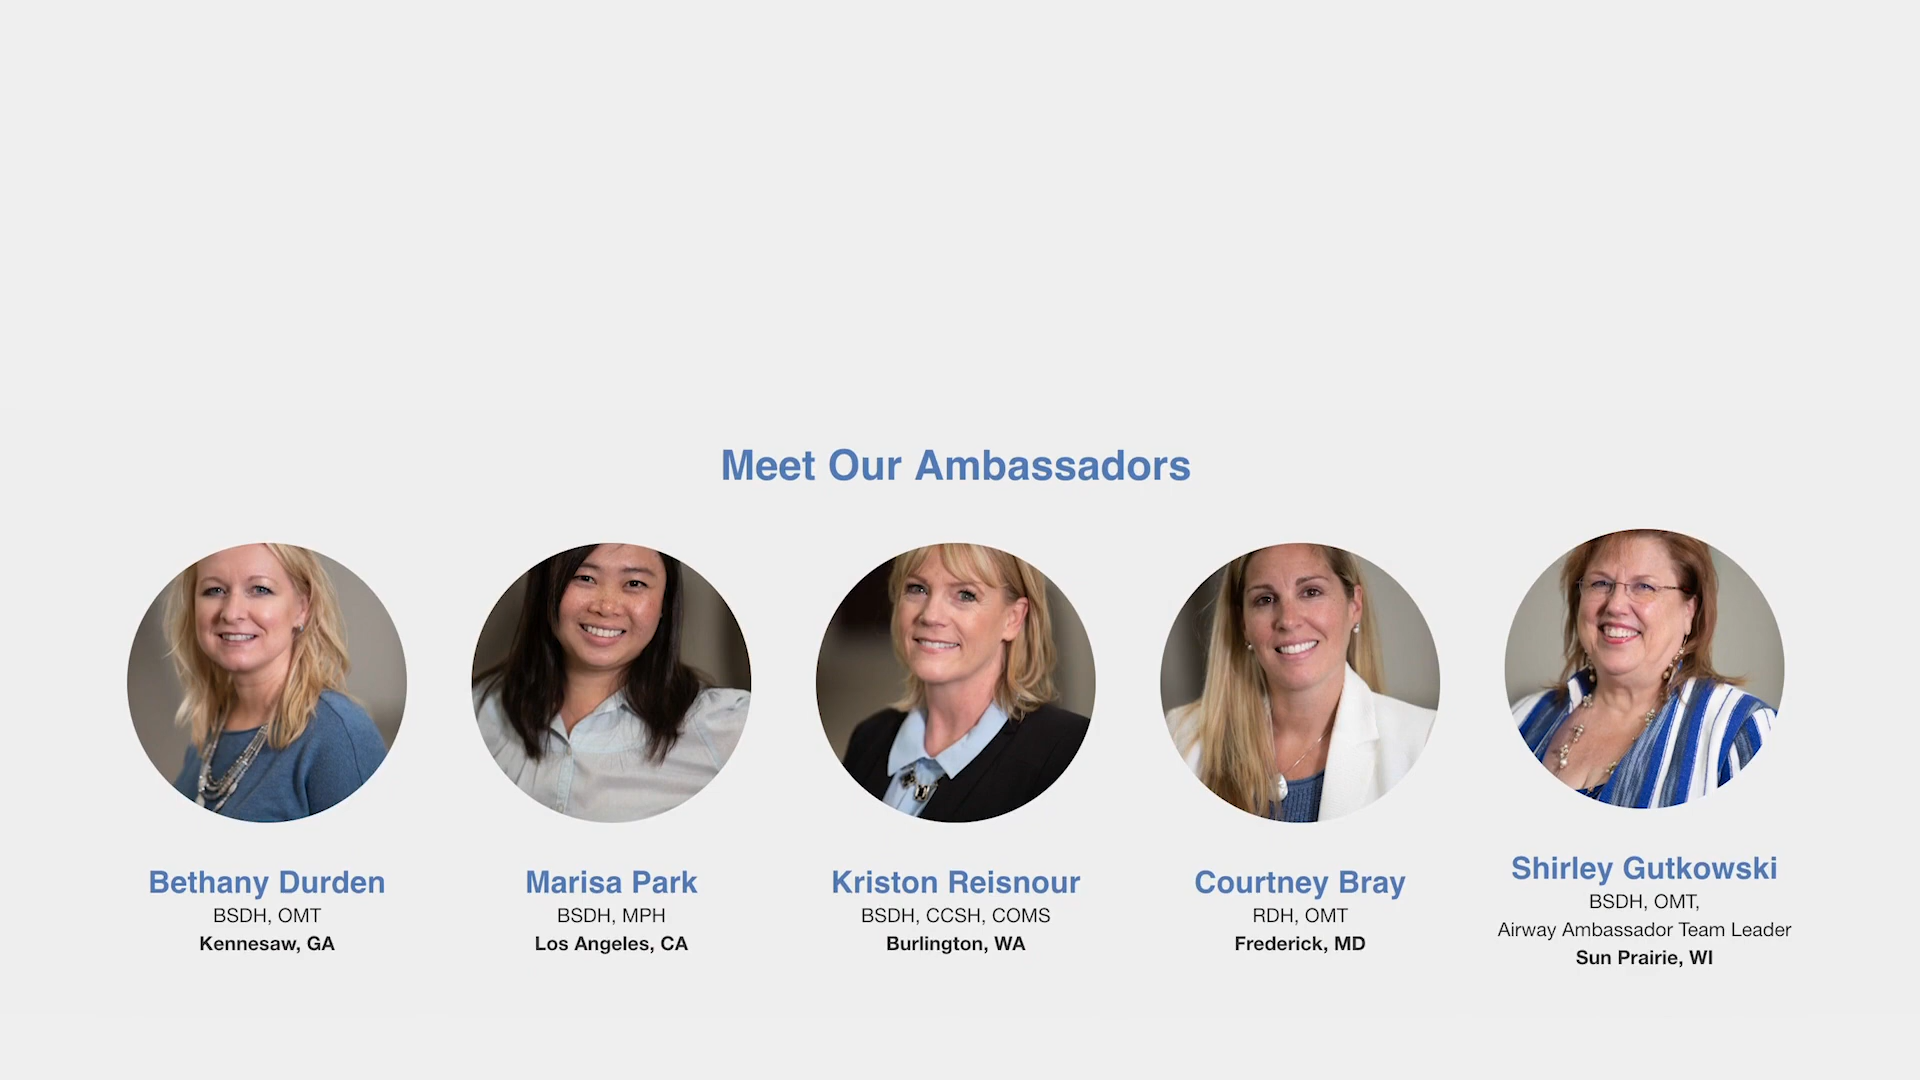 Meet Our Ambassadors
Bethany Durden
BSDH, OMT
Kennesaw, GA
Marisa Park
BSDH, MPH
Los Angeles, CA
Kriston Reisnour
BSDH, CCSH, COMS
Burlington, WA
Courtney Bray
RDH, OMT
Frederick, MD
Shirley Gutkowski
BSDH, OMT,
Airway Ambassador Team Leader
Sun Prairie, WI